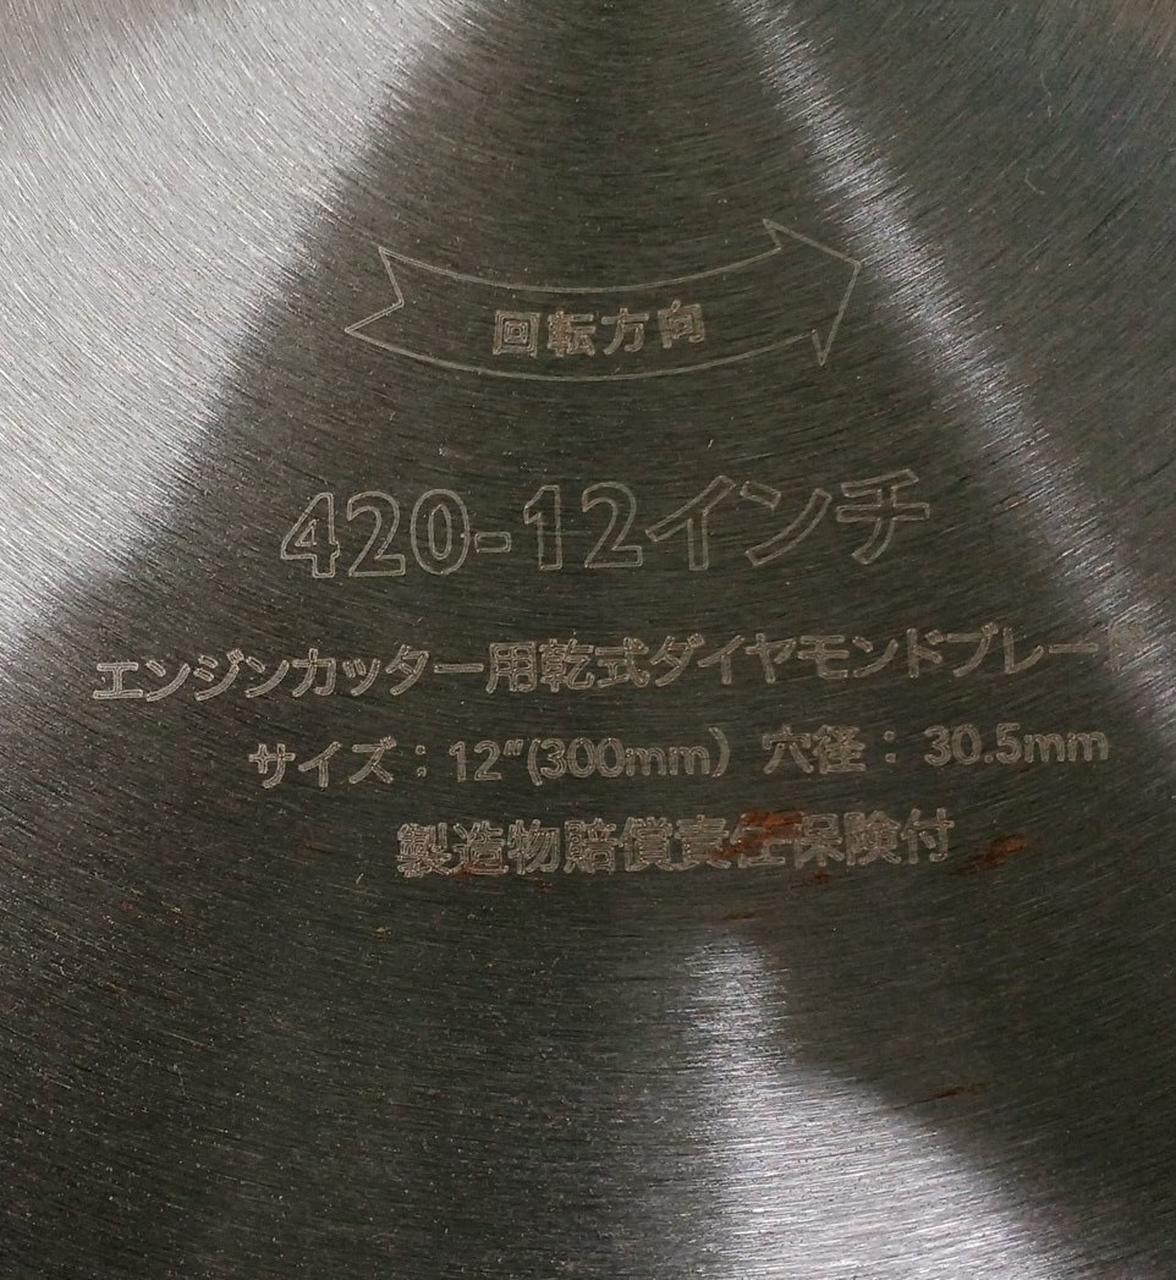 回転方向
420-12インチ
エンジンカッター用乾式ダイヤモンドブレード
サイズ：12"(300mm) 穴径：30.5mm
製造物賠償責任保険付